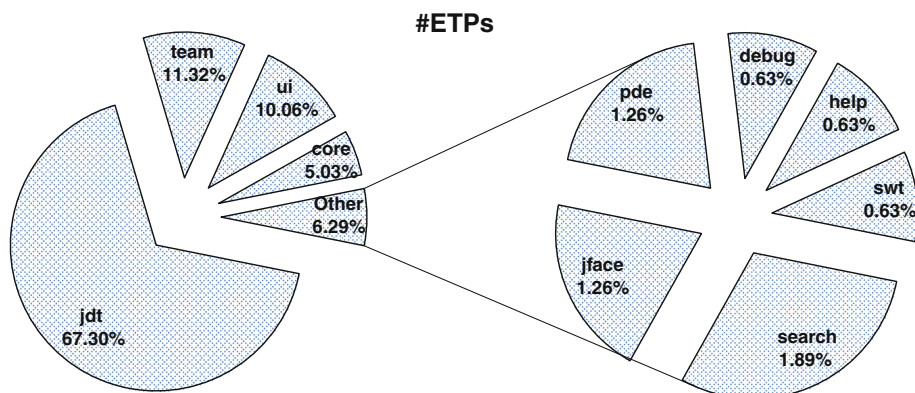 #ETPs
team
11.32%
ui
10.06%
core
5.03%
Other
6.29%
jdt
67.30%
pde
1.26%
debug
0.63%
help
0.63%
swt
0.63%
jface
1.26%
search
1.89%